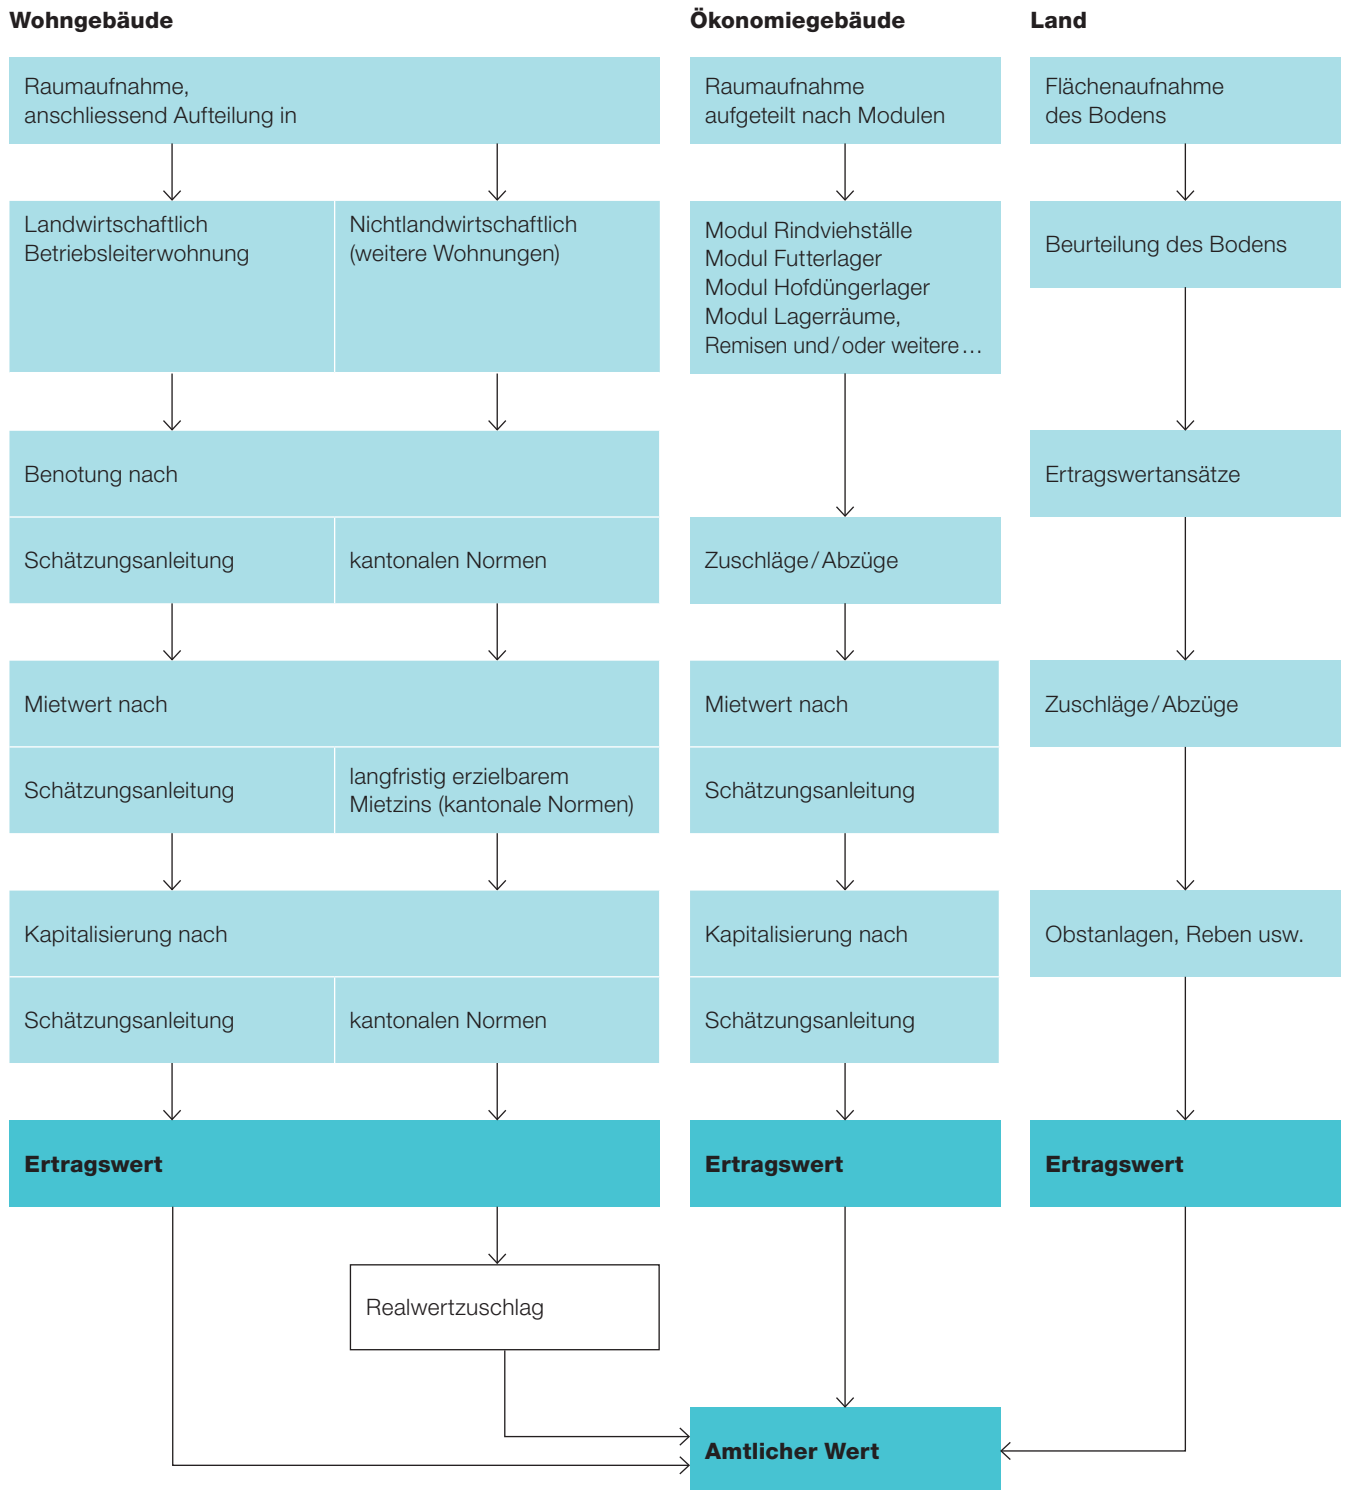 Wohngebäude
Raumaufnahme,
anschliessend Aufteilung in
Landwirtschaftlich
Betriebsleiterwohnung
Nichtlandwirtschaftlich
(weitere Wohnungen)
Benotung nach
Schätzungsanleitung
kantonalen Normen
Mietwert nach
Schätzungsanleitung
langfristig erzielbarem
Mietzins (kantonale Normen)
Kapitalisierung nach
Schätzungsanleitung
kantonalen Normen
Ertragswert
Realwertzuschlag
Ökonomiegebäude
Raumaufnahme
aufgeteilt nach Modulen
Modul Rindviehställe
Modul Futterlager
Modul Hofdüngerlager
Modul Lagerräume,
Remisen und/oder weitere…
Zuschläge/Abzüge
Mietwert nach
Schätzungsanleitung
Kapitalisierung nach
Schätzungsanleitung
Ertragswert
Land
Flächenaufnahme
des Bodens
Beurteilung des Bodens
Ertragswertansätze
Zuschläge/Abzüge
Obstanlagen, Reben usw.
Ertragswert
Amtlicher Wert